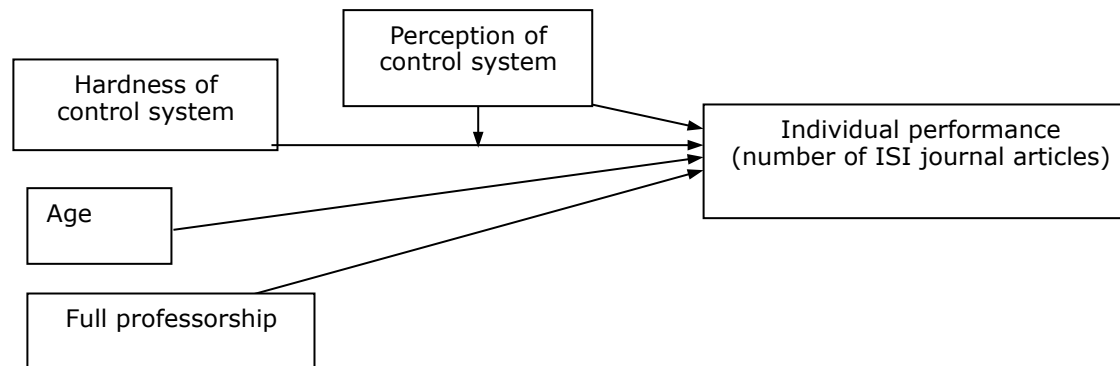 Perception of
control system
Hardness of
control system
Individual performance
(number of ISI journal articles)
Age
Full professorship